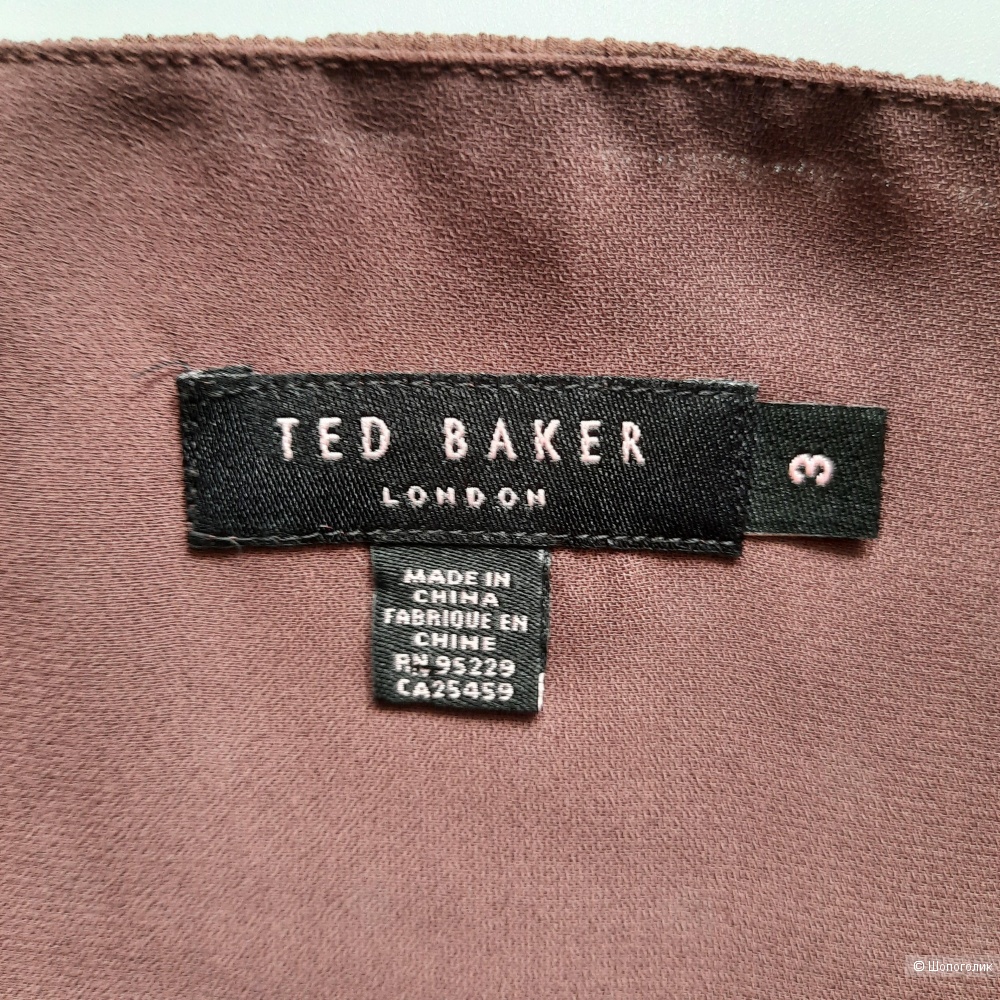 TED BAKER
LONDON
3
MADE IN
CHINA
FABRIQUE EN
CHINE
RN 95229
CA25459
© Шопоголик